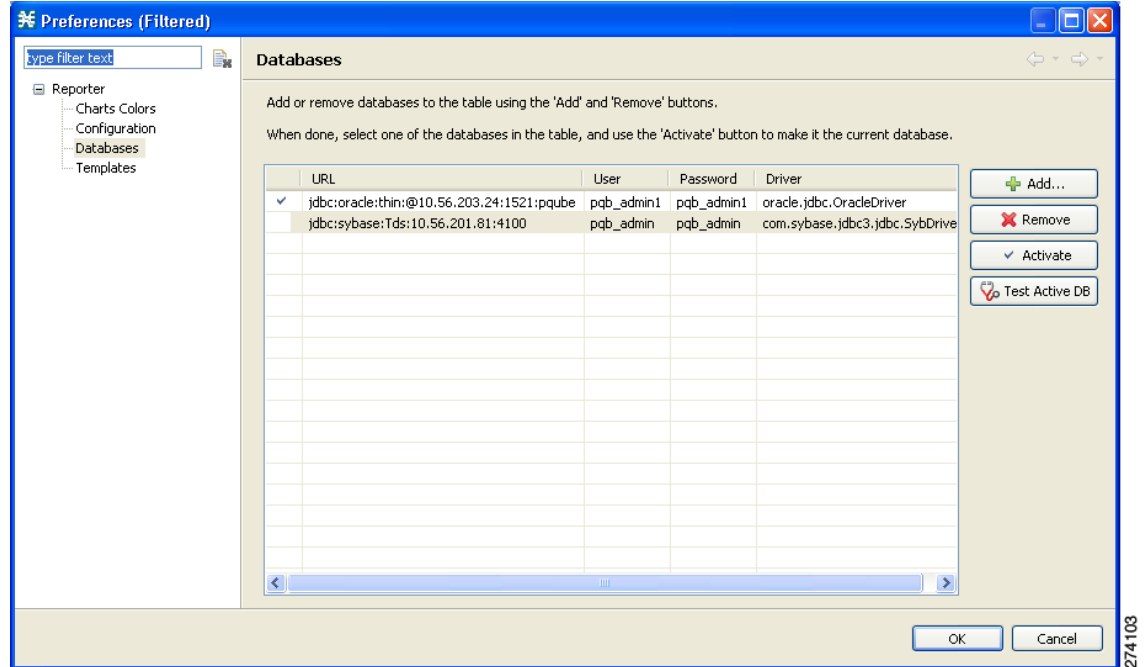 Preferences (Filtered)
type filter text
Databases
Reporter
Charts Colors
Configuration
Databases
Templates
Add or remove databases to the table using the 'Add' and 'Remove' buttons.
When done, select one of the databases in the table, and use the 'Activate' button to make it the current database.
URL User Password Driver
jdbc:oracle:thin:@10.56.203.24:1521:pqube pqb_admin1 pqb_admin1 oracle.jdbc.OracleDriver
jdbc:sybase:Tds:10.56.201.81:4100 pqb_admin pqb_admin com.sybase.jdbc3.jdbc.SybDrive
Add...
Remove
Activate
Test Active DB
OK Cancel
274103